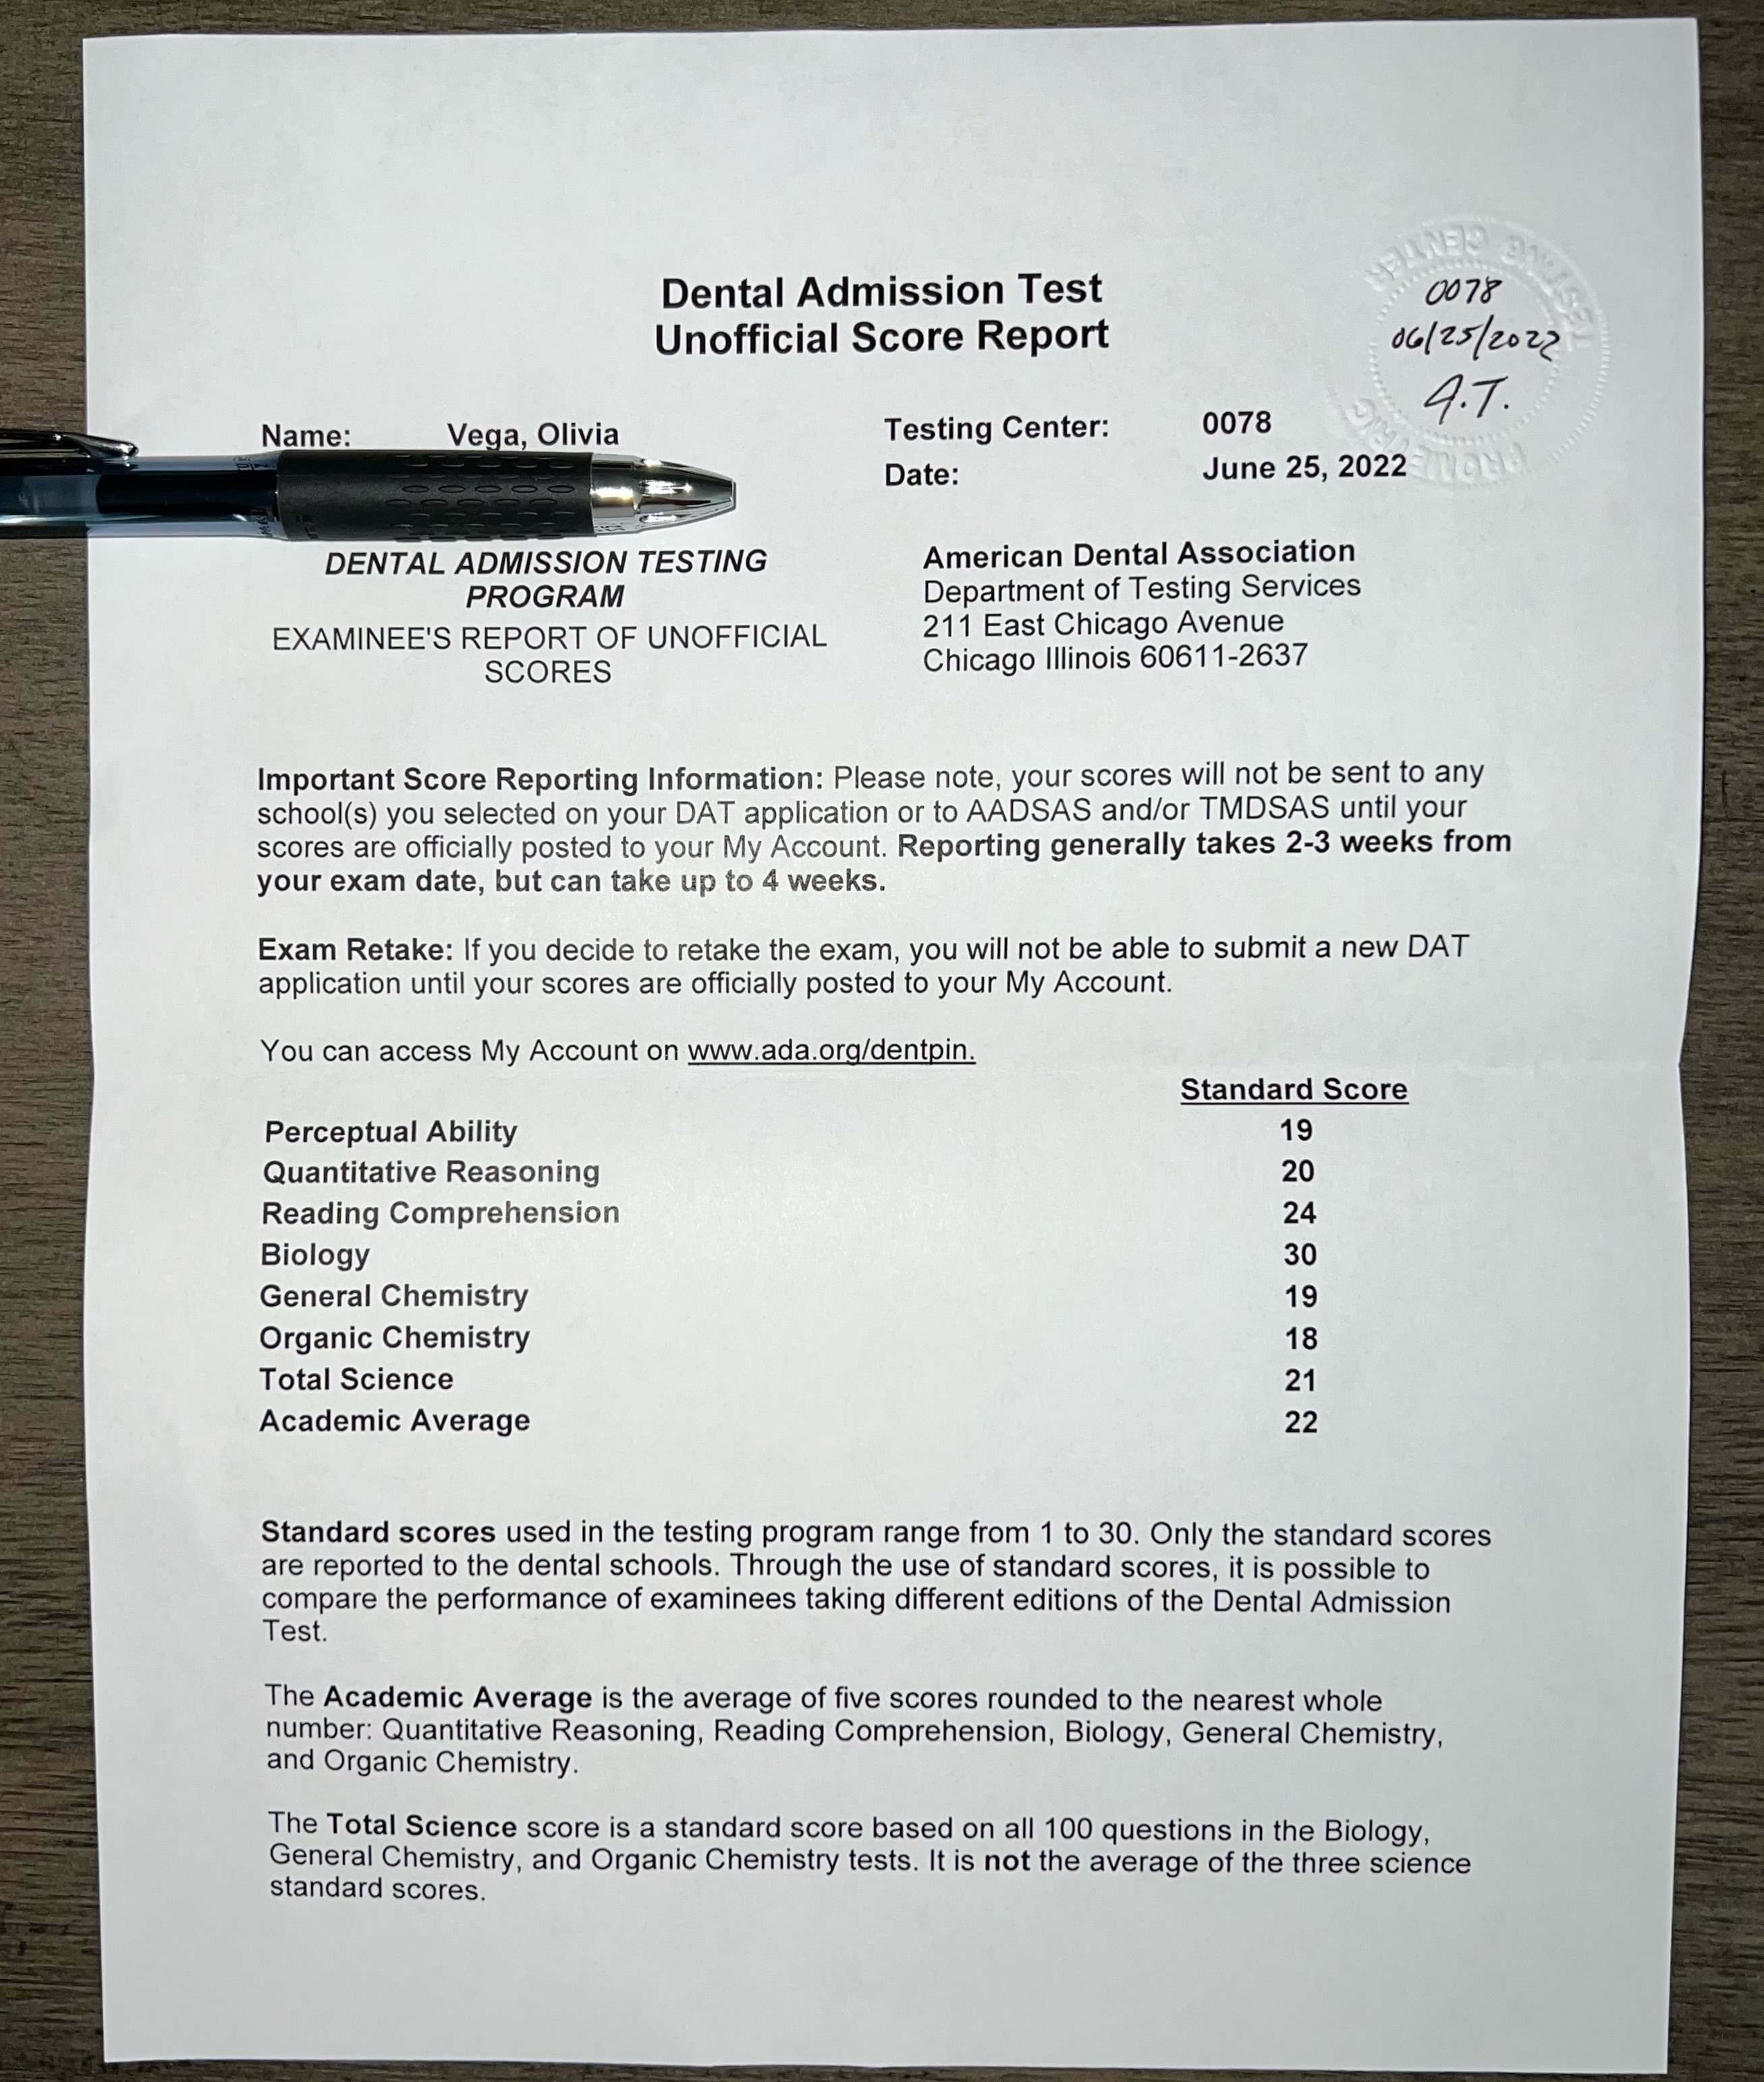 Dental Admission Test
Unofficial Score Report
TESTING CENTER
PROMETRIC
0078
06/25/2022
A.T.
Name: Vega, Olivia
Testing Center: 0078
Date: June 25, 2022
DENTAL ADMISSION TESTING
PROGRAM
EXAMINEE'S REPORT OF UNOFFICIAL
SCORES
American Dental Association
Department of Testing Services
211 East Chicago Avenue
Chicago Illinois 60611-2637
Important Score Reporting Information: Please note, your scores will not be sent to any
school(s) you selected on your DAT application or to AADSAS and/or TMDSAS until your
scores are officially posted to your My Account. Reporting generally takes 2-3 weeks from
your exam date, but can take up to 4 weeks.
Exam Retake: If you decide to retake the exam, you will not be able to submit a new DAT
application until your scores are officially posted to your My Account.
You can access My Account on www.ada.org/dentpin.
Standard Score
Perceptual Ability 19
Quantitative Reasoning 20
Reading Comprehension 24
Biology 30
General Chemistry 19
Organic Chemistry 18
Total Science 21
Academic Average 22
Standard scores used in the testing program range from 1 to 30. Only the standard scores
are reported to the dental schools. Through the use of standard scores, it is possible to
compare the performance of examinees taking different editions of the Dental Admission
Test.
The Academic Average is the average of five scores rounded to the nearest whole
number: Quantitative Reasoning, Reading Comprehension, Biology, General Chemistry,
and Organic Chemistry.
The Total Science score is a standard score based on all 100 questions in the Biology,
General Chemistry, and Organic Chemistry tests. It is not the average of the three science
standard scores.